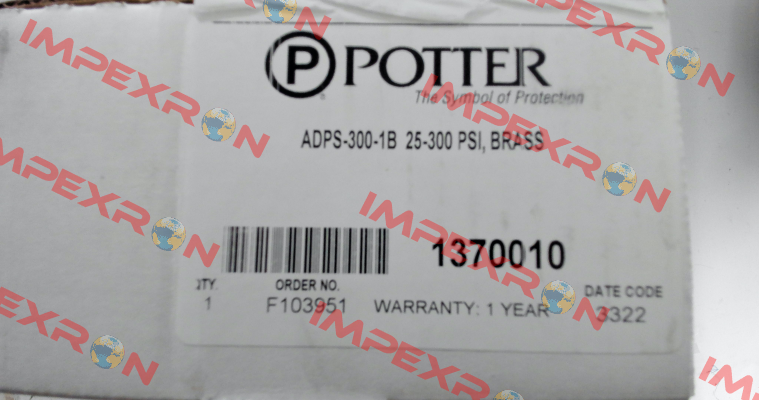 P POTTER
The Symbol of Protection
ADPS-300-1B 25-300 PSI, BRASS
1370010
QTY. ORDER NO. DATE CODE
1 F103951 WARRANTY: 1 YEAR 3322
IMPEXRON
IMPEXRON
IMPEXRON
IMPEXRON
IMPEXRON
IMPEXRON
IMPEXRON